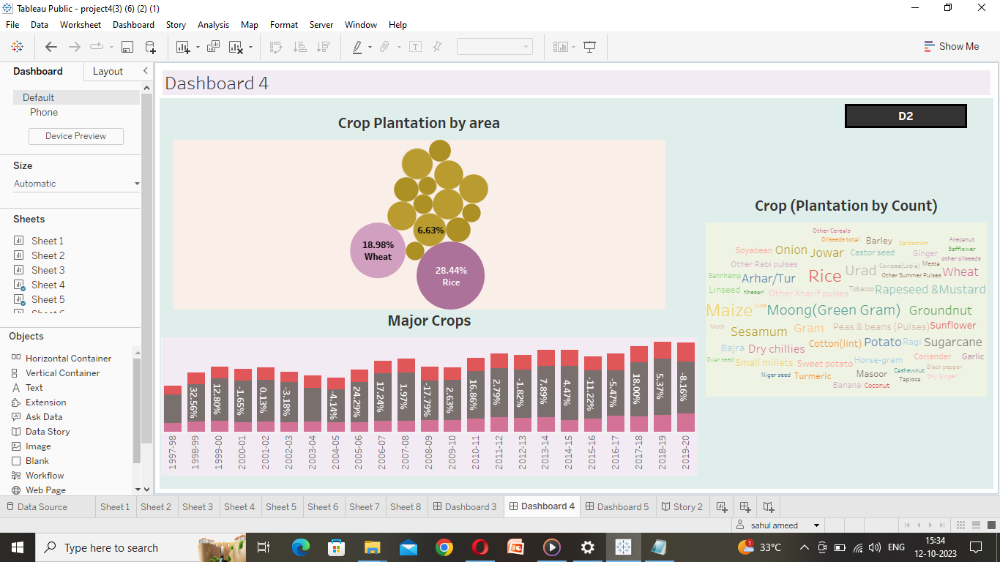 Tableau Public - project4(3) (6) (2) (1)
File Data Worksheet Dashboard Story Analysis Map Format Server Window Help
Show Me
Dashboard Layout
Default
Phone
Device Preview
Size
Automatic
Sheets
Sheet 1
Sheet 2
Sheet 3
Sheet 4
Sheet 5
Objects
Horizontal Container
Vertical Container
Text
Extension
Ask Data
Data Story
Image
Blank
Workflow
Web Page
Dashboard 4
D2
Crop Plantation by area
6.63%
18.98%
Wheat
28.44%
Rice
Major Crops
32.56% 12.80% -1.65% 0.13% -3.18% -4.14% 24.29% 17.24% 1.97% -17.79% 2.63% 16.86% 2.79% -1.82% 7.89% 4.47% -11.22% -5.47% 18.00% 5.37% -8.16%
1997-98 1998-99 1999-00 2000-01 2001-02 2002-03 2003-04 2004-05 2005-06 2006-07 2007-08 2008-09 2009-10 2010-11 2011-12 2012-13 2013-14 2014-15 2015-16 2016-17 2017-18 2018-19 2019-20
Crop (Plantation by Count)
Other Cereals
Oilseeds total Barley Cardamom Arecanut
Soyabean Onion Jowar Castor seed Ginger Safflower
Other Rabi pulses Urad Cowpea(Lobia) Mesta other oilseeds
Sannhamp Arhar/Tur Rice Other Summer Pulses Wheat
Linseed Khesari Other Kharif pulses Tobacco Rapeseed &Mustard
Maize Jute Moong(Green Gram) Groundnut
Moth Sesamum Gram Peas & beans (Pulses) Sunflower
Bajra Dry chillies Cotton(lint) Potato Ragi Sugarcane
Guar seed Small millets Sweet potato Horse-gram Coriander Garlic
Niger seed Turmeric Masoor Cashewnut Black pepper
Banana Coconut Tapioca Dry Ginger
Data Source Sheet 1 Sheet 2 Sheet 3 Sheet 4 Sheet 5 Sheet 6 Sheet 7 Sheet 8 Dashboard 3 Dashboard 4 Dashboard 5 Story 2
sahul ameed
Type here to search
1 33°C ENG
15:34
12-10-2023